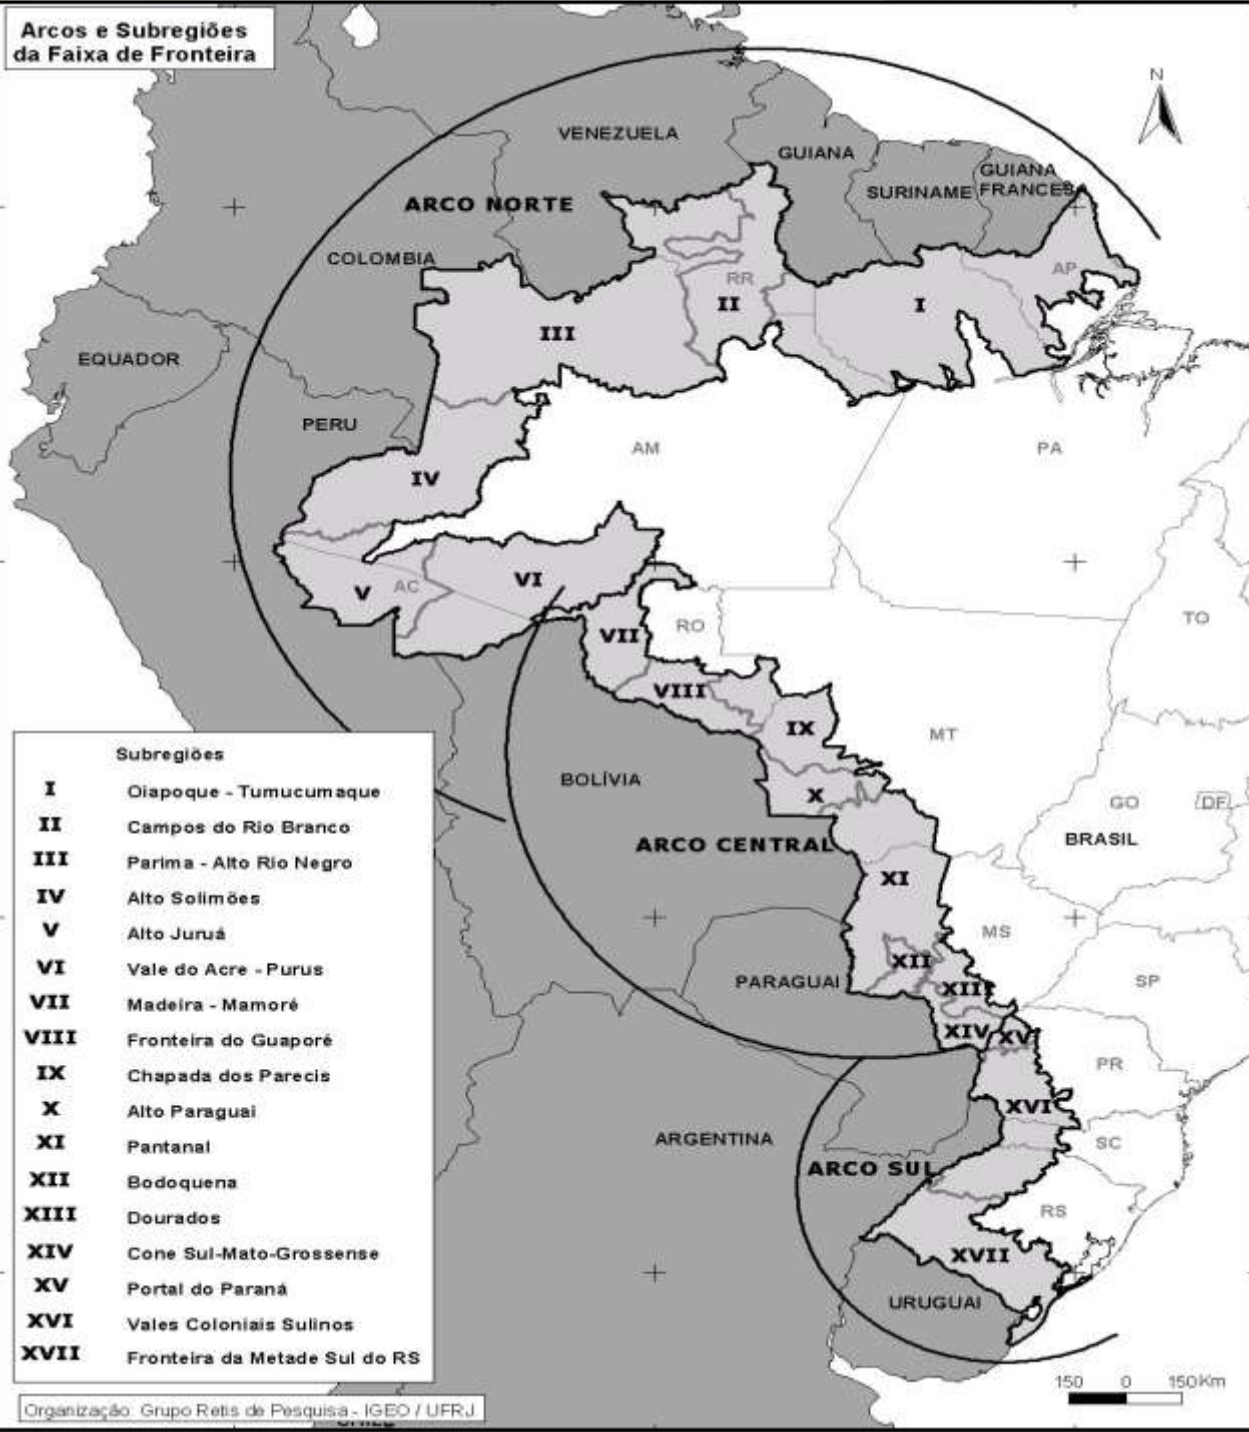 Arcos e Subregiões
da Faixa de Fronteira
N
VENEZUELA
GUIANA
SURINAME
GUIANA
FRANCESA
ARCO NORTE
COLOMBIA
RR
AP
II
I
III
EQUADOR
PERU
AM
PA
IV
V
AC
VI
VII
RO
TO
VIII
IX
MT
BOLÍVIA
X
GO
DF
BRASIL
ARCO CENTRAL
XI
MS
XII
PARAGUAI
XIII
SP
XIV
XV
PR
XVI
ARGENTINA
SC
ARCO SUL
RS
XVII
URUGUAI
Subregiões
I Oiapoque - Tumucumaque
II Campos do Rio Branco
III Parima - Alto Rio Negro
IV Alto Solimões
V Alto Juruá
VI Vale do Acre - Purus
VII Madeira - Mamoré
VIII Fronteira do Guaporé
IX Chapada dos Parecis
X Alto Paraguai
XI Pantanal
XII Bodoquena
XIII Dourados
XIV Cone Sul-Mato-Grossense
XV Portal do Paraná
XVI Vales Coloniais Sulinos
XVII Fronteira da Metade Sul do RS
150 0 150 Km
Organização: Grupo Retis de Pesquisa - IGEO / UFRJ